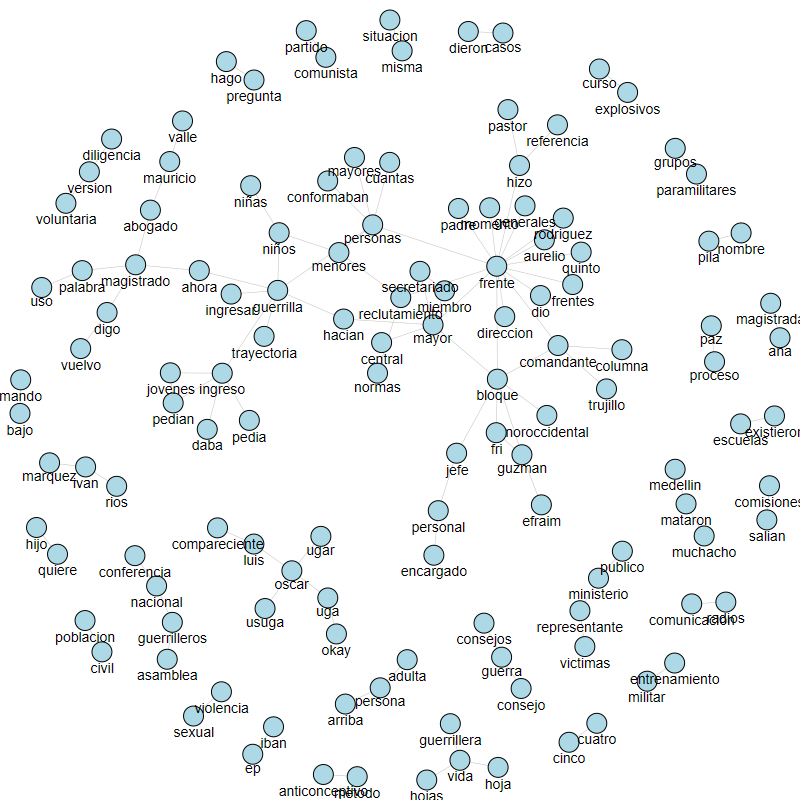 situacion
partido
dieron
casos
misma
comunista
hago
pregunta
curso
explosivos
pastor
valle
referencia
diligencia
grupos
mayores
cuantas
mauricio
hizo
version
paramilitares
niñas
conformaban
voluntaria
abogado
padre
momento
generales
personas
rodriguez
niños
nombre
pila
aurelio
menores
quinto
magistrado
frente
palabra
ahora
secretariado
uso
guerrilla
ingresar
reclutamiento
miembro
dio
frentes
digo
magistrada
hacian
mayor
direccion
paz
trayectoria
ana
vuelvo
central
comandante
columna
proceso
jovenes
ingreso
normas
bloque
mando
trujillo
pedian
bajo
daba
pedia
noroccidental
fri
escuelas
existieron
guzman
jefe
marquez
ivan
medellin
rios
comisiones
efraim
mataron
personal
salian
hijo
compareciente
luis
ugar
muchacho
quiere
conferencia
encargado
publico
oscar
ministerio
nacional
uga
usuga
comunicacion
radios
representante
poblacion
guerrilleros
consejos
okay
victimas
civil
asamblea
guerra
adulta
entrenamiento
militar
violencia
persona
consejo
sexual
arriba
iban
guerrillera
cuatro
ep
cinco
vida
hoja
anticonceptivo
metodo
hojas